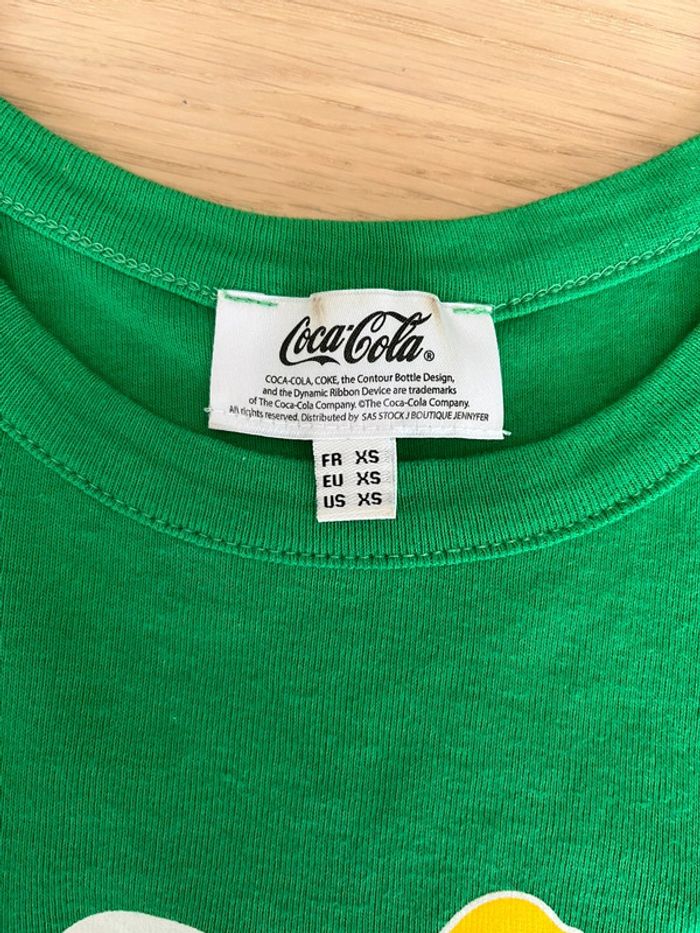 Coca-Cola®
COCA-COLA, COKE, the Contour Bottle Design,
and the Dynamic Ribbon Device are trademarks
of The Coca-Cola Company. ©The Coca-Cola Company.
All rights reserved. Distributed by SAS STOCK J BOUTIQUE JENNYFER
FR XS
EU XS
US XS